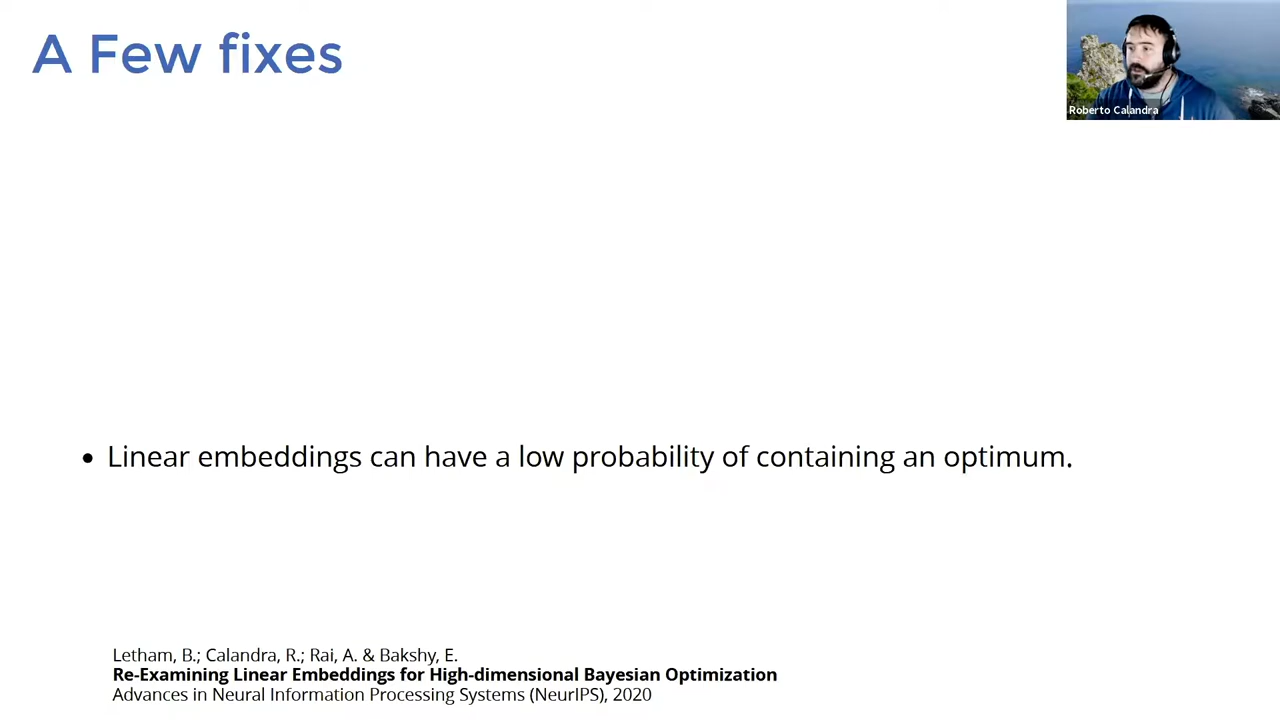 A Few fixes
Roberto Calandra
• Linear embeddings can have a low probability of containing an optimum.
Letham, B.; Calandra, R.; Rai, A. & Bakshy, E.
Re-Examining Linear Embeddings for High-dimensional Bayesian Optimization
Advances in Neural Information Processing Systems (NeurIPS), 2020